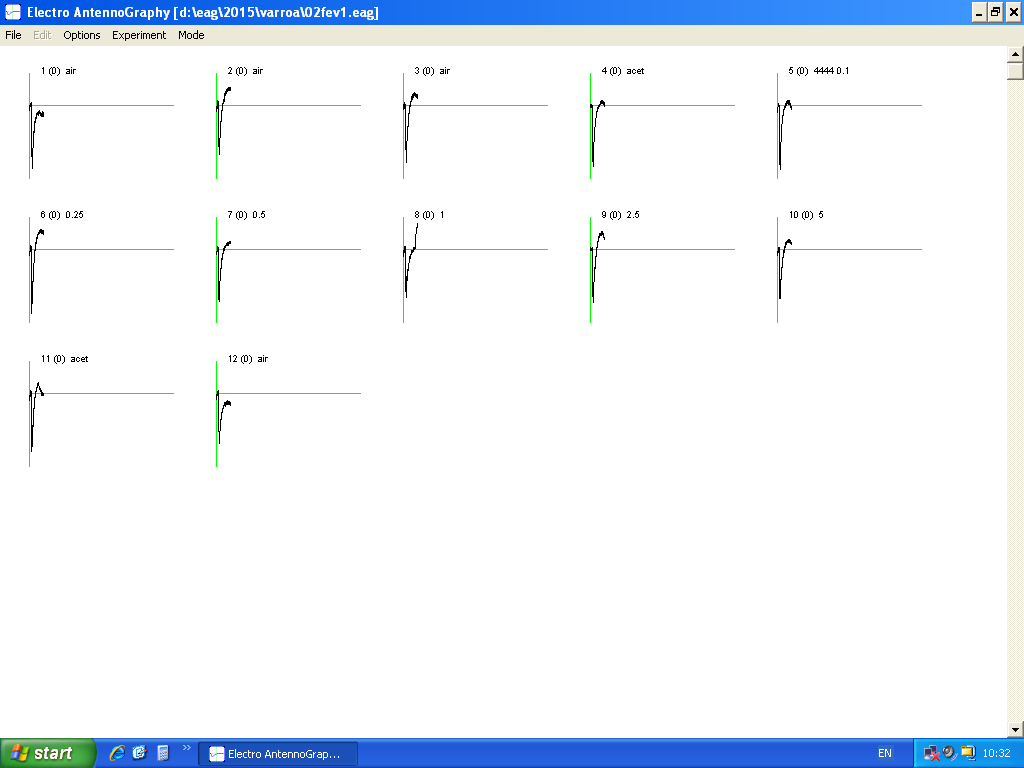 Electro AntennoGraphy [d:\eag\2015\varroa\02fev1.eag]
File Edit Options Experiment Mode
1 (0) air
2 (0) air
3 (0) air
4 (0) acet
5 (0) 4444 0.1
6 (0) 0.25
7 (0) 0.5
8 (0) 1
9 (0) 2.5
10 (0) 5
11 (0) acet
12 (0) air
start
Electro AntennoGrap...
EN
10:32